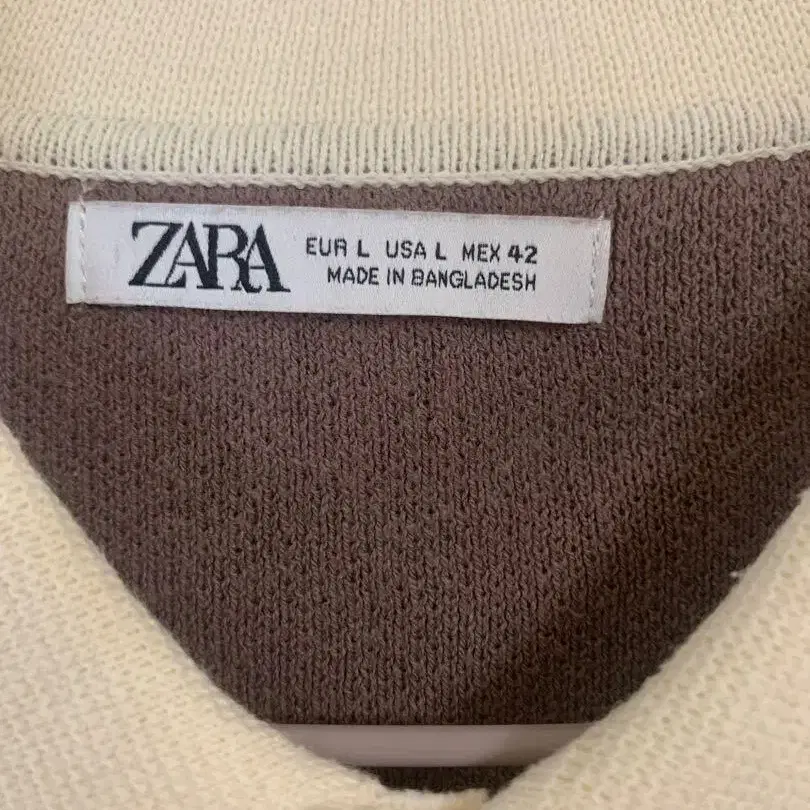 ZARA
EUR L USA L MEX 42
MADE IN BANGLADESH